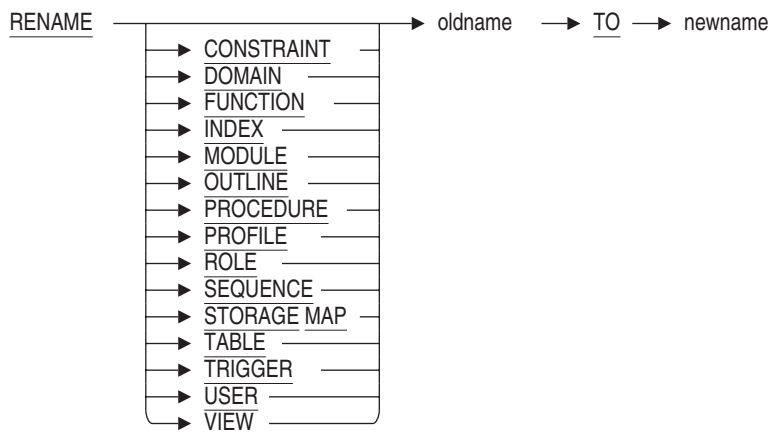 RENAME oldname TO newname
CONSTRAINT
DOMAIN
FUNCTION
INDEX
MODULE
OUTLINE
PROCEDURE
PROFILE
ROLE
SEQUENCE
STORAGE MAP
TABLE
TRIGGER
USER
VIEW